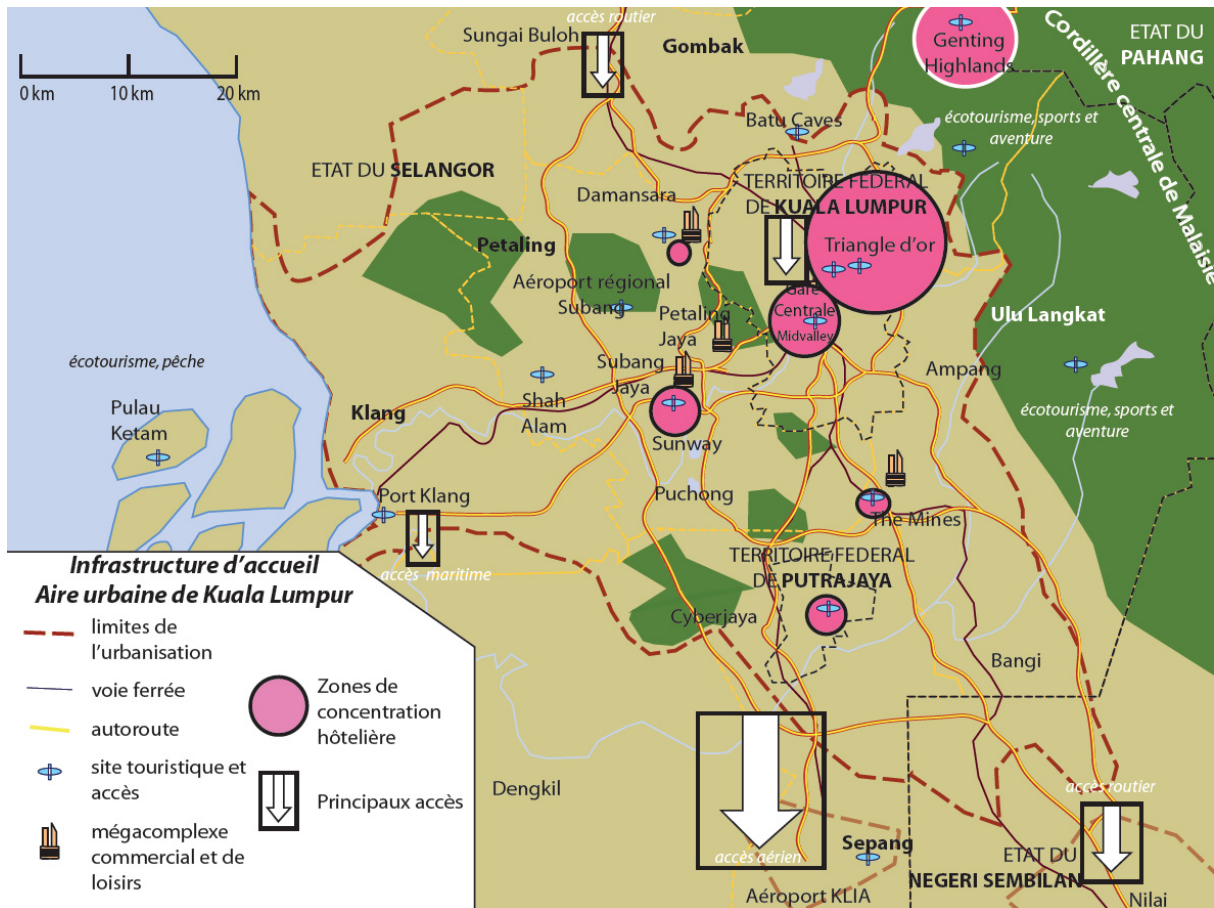 accès routier
Sungai Buloh
Gombak
Genting
Highlands
ETAT DU
PAHANG
Cordillère centrale de Malaisie
0 km
10 km
20 km
Batu Caves
écotourisme, sports et
aventure
ETAT DU SELANGOR
Damansara
TERRITOIRE FEDERAL
DE KUALA LUMPUR
Petaling
Triangle d'or
Aéroport régional
Subang
Gare
Centrale
Midvalley
Petaling
Jaya
Ulu Langkat
écotourisme, pêche
Subang
Jaya
Ampang
Pulau
Ketam
Klang
Shah
Alam
Sunway
écotourisme, sports et
aventure
Port Klang
Puchong
The Mines
accès maritime
TERRITOIRE FEDERAL
DE PUTRAJAYA
Cyberjaya
Bangi
Dengkil
accès routier
accès aérien
Sepang
Aéroport KLIA
ETAT DU
NEGERI SEMBILAN
Nilai
Infrastructure d'accueil
Aire urbaine de Kuala Lumpur
limites de
l'urbanisation
voie ferrée
autoroute
site touristique et
accès
mégacomplexe
commercial et de
loisirs
Zones de
concentration
hôtelière
Principaux accès